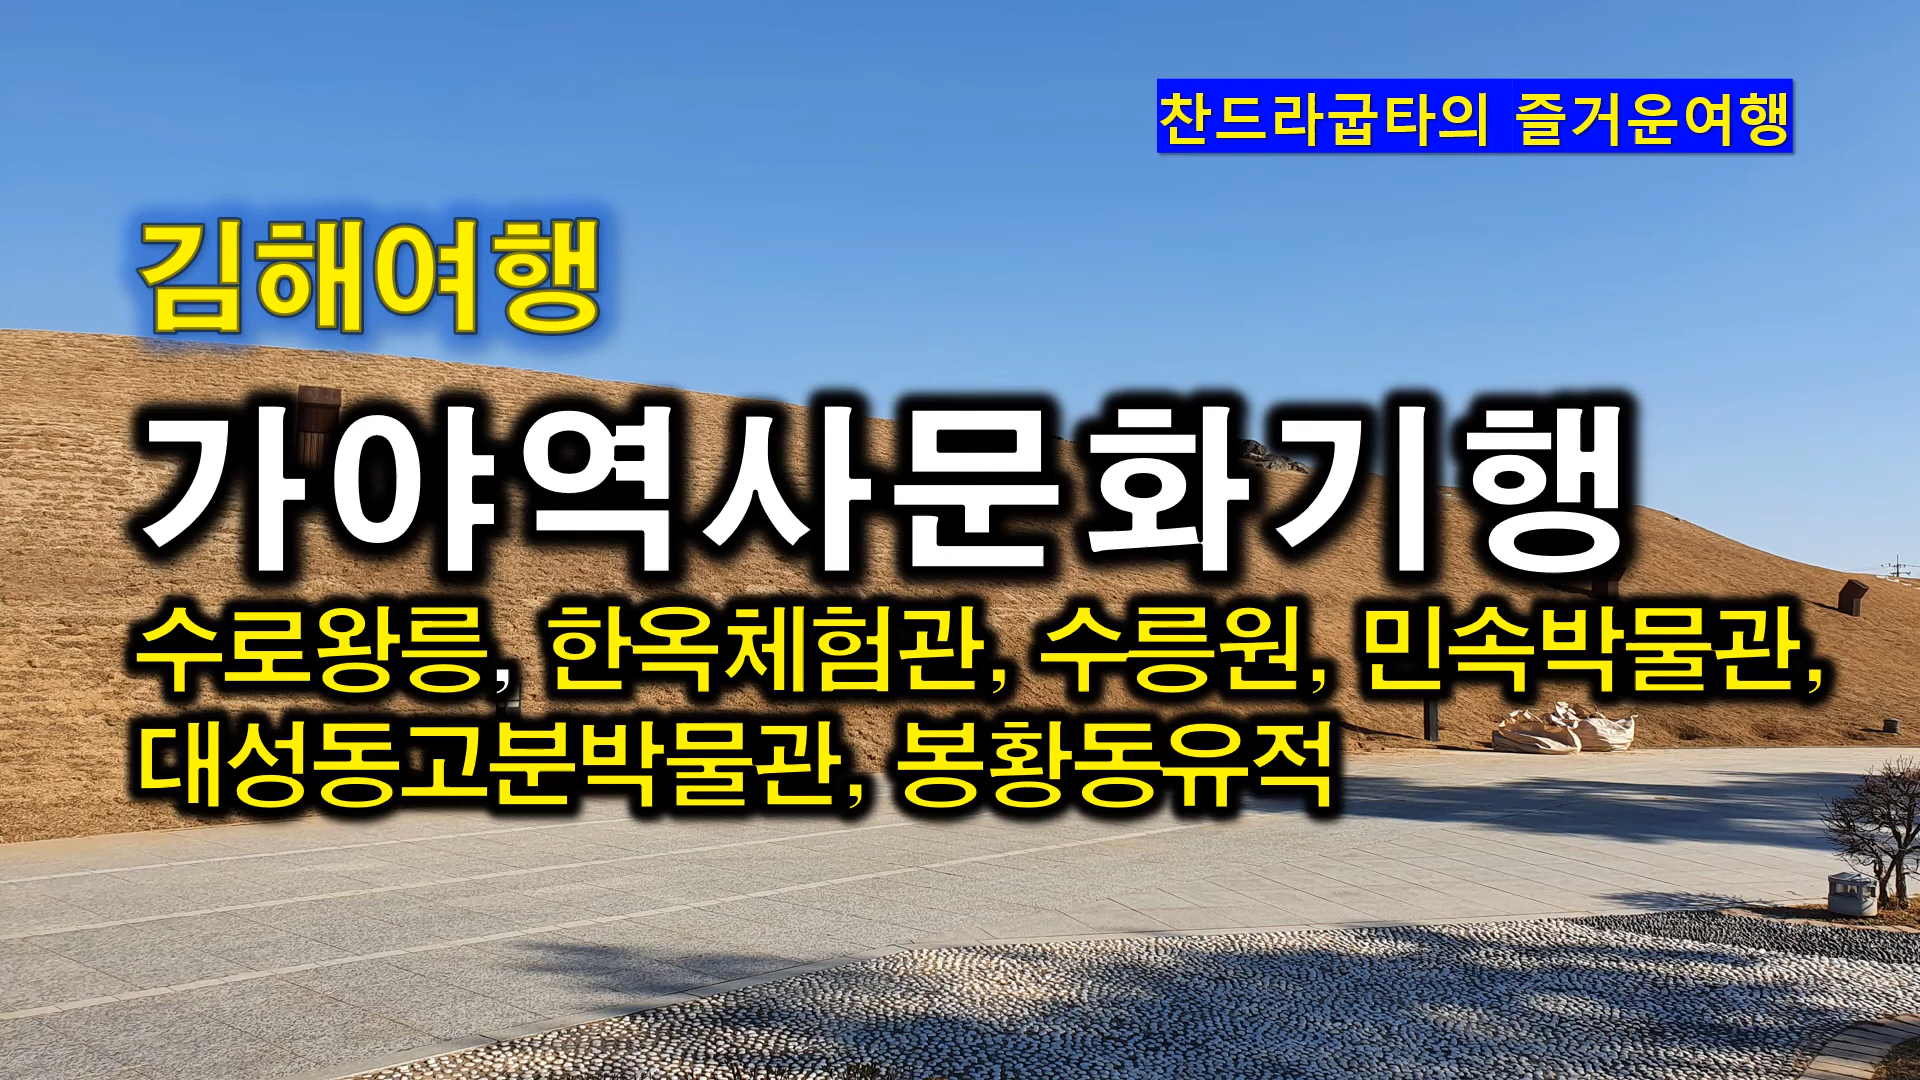 찬드라굽타의 즐거운여행
김해여행
가야역사문화기행
수로왕릉, 한옥체험관, 수릉원, 민속박물관,
대성동고분박물관, 봉황동유적